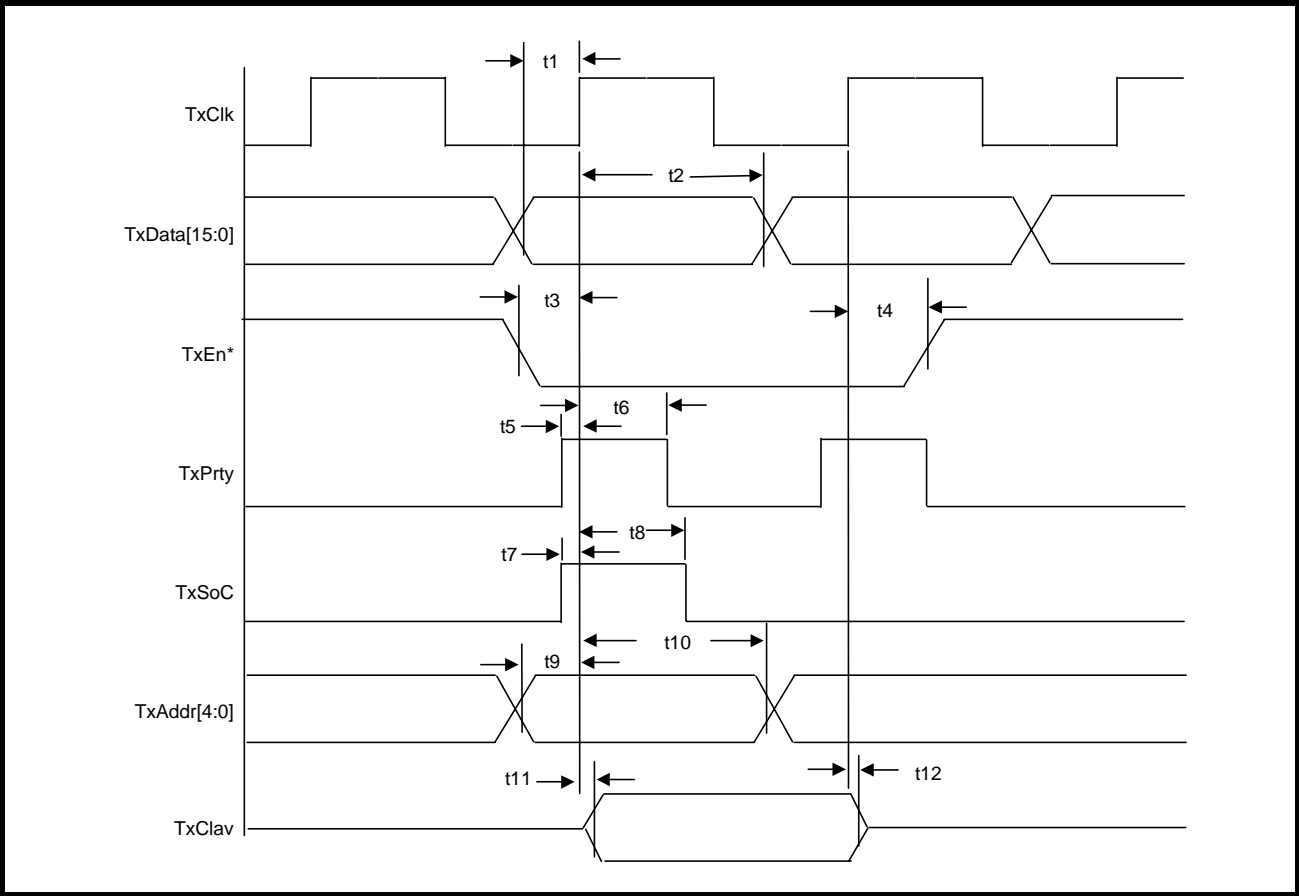 t1
TxClk
t2
TxData[15:0]
t3
t4
TxEn*
t6
t5
TxPrty
t8
t7
TxSoC
t10
t9
TxAddr[4:0]
t11
t12
TxClav